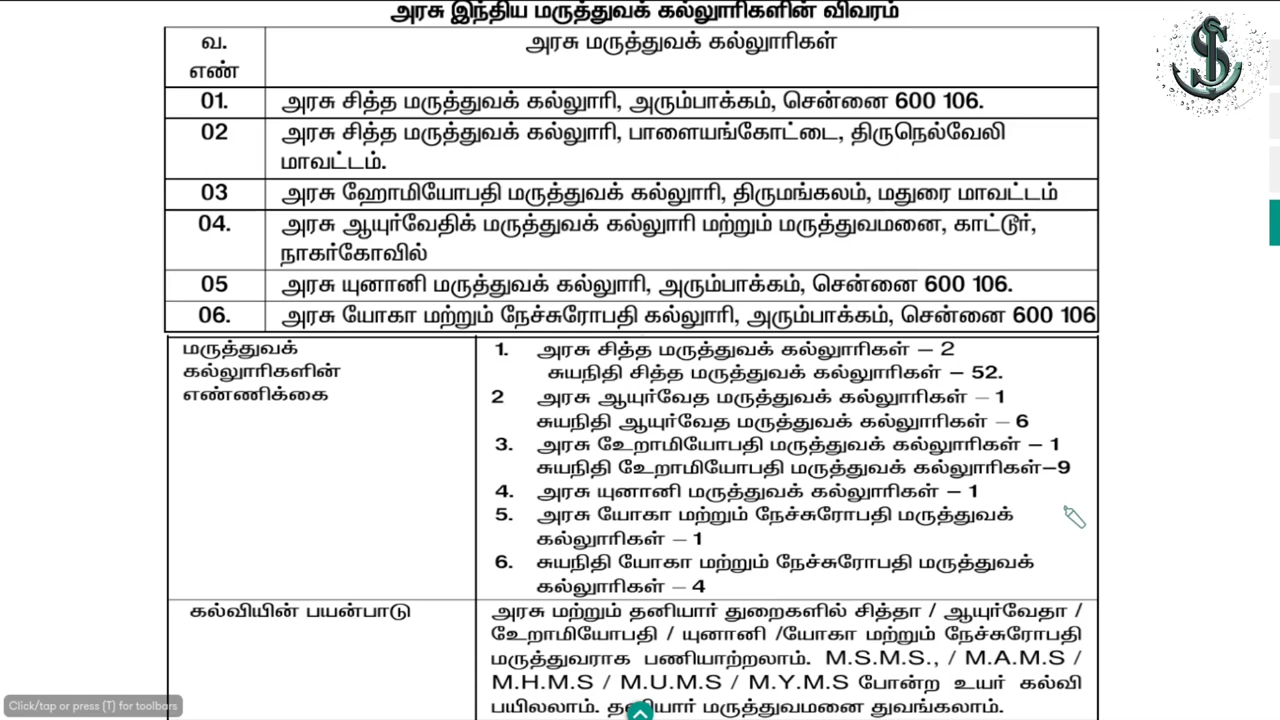 அரசு இந்திய மருத்துவக் கல்லூரிகளின் விவரம்
வ.
எண்
அரசு மருத்துவக் கல்லூரிகள்
01. அரசு சித்த மருத்துவக் கல்லூரி, அரும்பாக்கம், சென்னை 600 106.
02 அரசு சித்த மருத்துவக் கல்லூரி, பாளையங்கோட்டை, திருநெல்வேலி
மாவட்டம்.
03 அரசு ஹோமியோபதி மருத்துவக் கல்லூரி, திருமங்கலம், மதுரை மாவட்டம்
04. அரசு ஆயுர்வேதிக் மருத்துவக் கல்லூரி மற்றும் மருத்துவமனை, காட்டூர்,
நாகர்கோவில்
05 அரசு யுனானி மருத்துவக் கல்லூரி, அரும்பாக்கம், சென்னை 600 106.
06. அரசு யோகா மற்றும் நேச்சுரோபதி கல்லூரி, அரும்பாக்கம், சென்னை 600 106
மருத்துவக்
கல்லூரிகளின்
எண்ணிக்கை
1. அரசு சித்த மருத்துவக் கல்லூரிகள் – 2
சுயநிதி சித்த மருத்துவக் கல்லூரிகள் – 52.
2 அரசு ஆயுர்வேத மருத்துவக் கல்லூரிகள் – 1
சுயநிதி ஆயுர்வேத மருத்துவக் கல்லூரிகள் – 6
3. அரசு ஹோமியோபதி மருத்துவக் கல்லூரிகள் – 1
சுயநிதி ஹோமியோபதி மருத்துவக் கல்லூரிகள்–9
4. அரசு யுனானி மருத்துவக் கல்லூரிகள் – 1
5. அரசு யோகா மற்றும் நேச்சுரோபதி மருத்துவக்
கல்லூரிகள் – 1
6. சுயநிதி யோகா மற்றும் நேச்சுரோபதி மருத்துவக்
கல்லூரிகள் – 4
கல்வியின் பயன்பாடு
அரசு மற்றும் தனியார் துறைகளில் சித்தா / ஆயுர்வேதா /
ஹோமியோபதி / யுனானி /யோகா மற்றும் நேச்சுரோபதி
மருத்துவராக பணியாற்றலாம். M.S.M.S., / M.A.M.S /
M.H.M.S / M.U.M.S / M.Y.M.S போன்ற உயர் கல்வி
பயிலலாம். தனியார் மருத்துவமனை துவங்கலாம்.
Click/tap or press (T) for toolbars